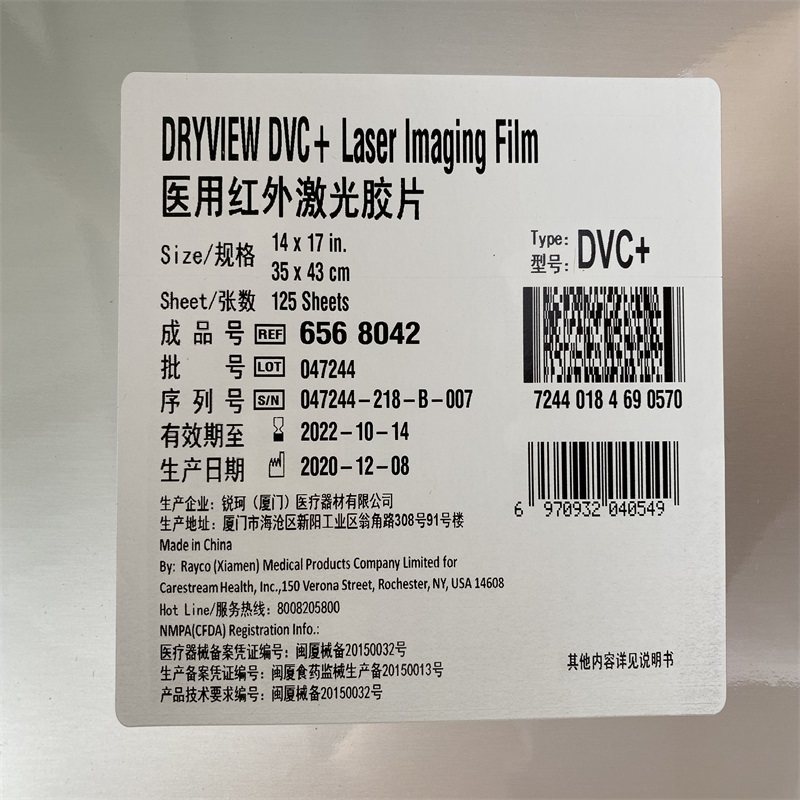 DRYVIEW DVC+ Laser Imaging Film
医用红外激光胶片
Size/规格 14 x 17 in.
35 x 43 cm
Type:
型号: DVC+
Sheet/张数 125 Sheets
成品号 REF 656 8042
批号 LOT 047244
序列号 S/N 047244-218-B-007
7244 018 4 69 0570
有效期至 2022-10-14
生产日期 2020-12-08
生产企业: 锐珂(厦门)医疗器材有限公司
生产地址: 厦门市海沧区新阳工业区翁角路308号91号楼
6 970932 040549
Made in China
By: Rayco (Xiamen) Medical Products Company Limited for
Carestream Health, Inc.,150 Verona Street, Rochester, NY, USA 14608
Hot Line/服务热线: 8008205800
NMPA(CFDA) Registration Info.:
医疗器械备案凭证编号: 闽厦械备20150032号
生产备案凭证编号: 闽厦食药监械生产备20150013号
产品技术要求编号: 闽厦械备20150032号
其他内容详见说明书